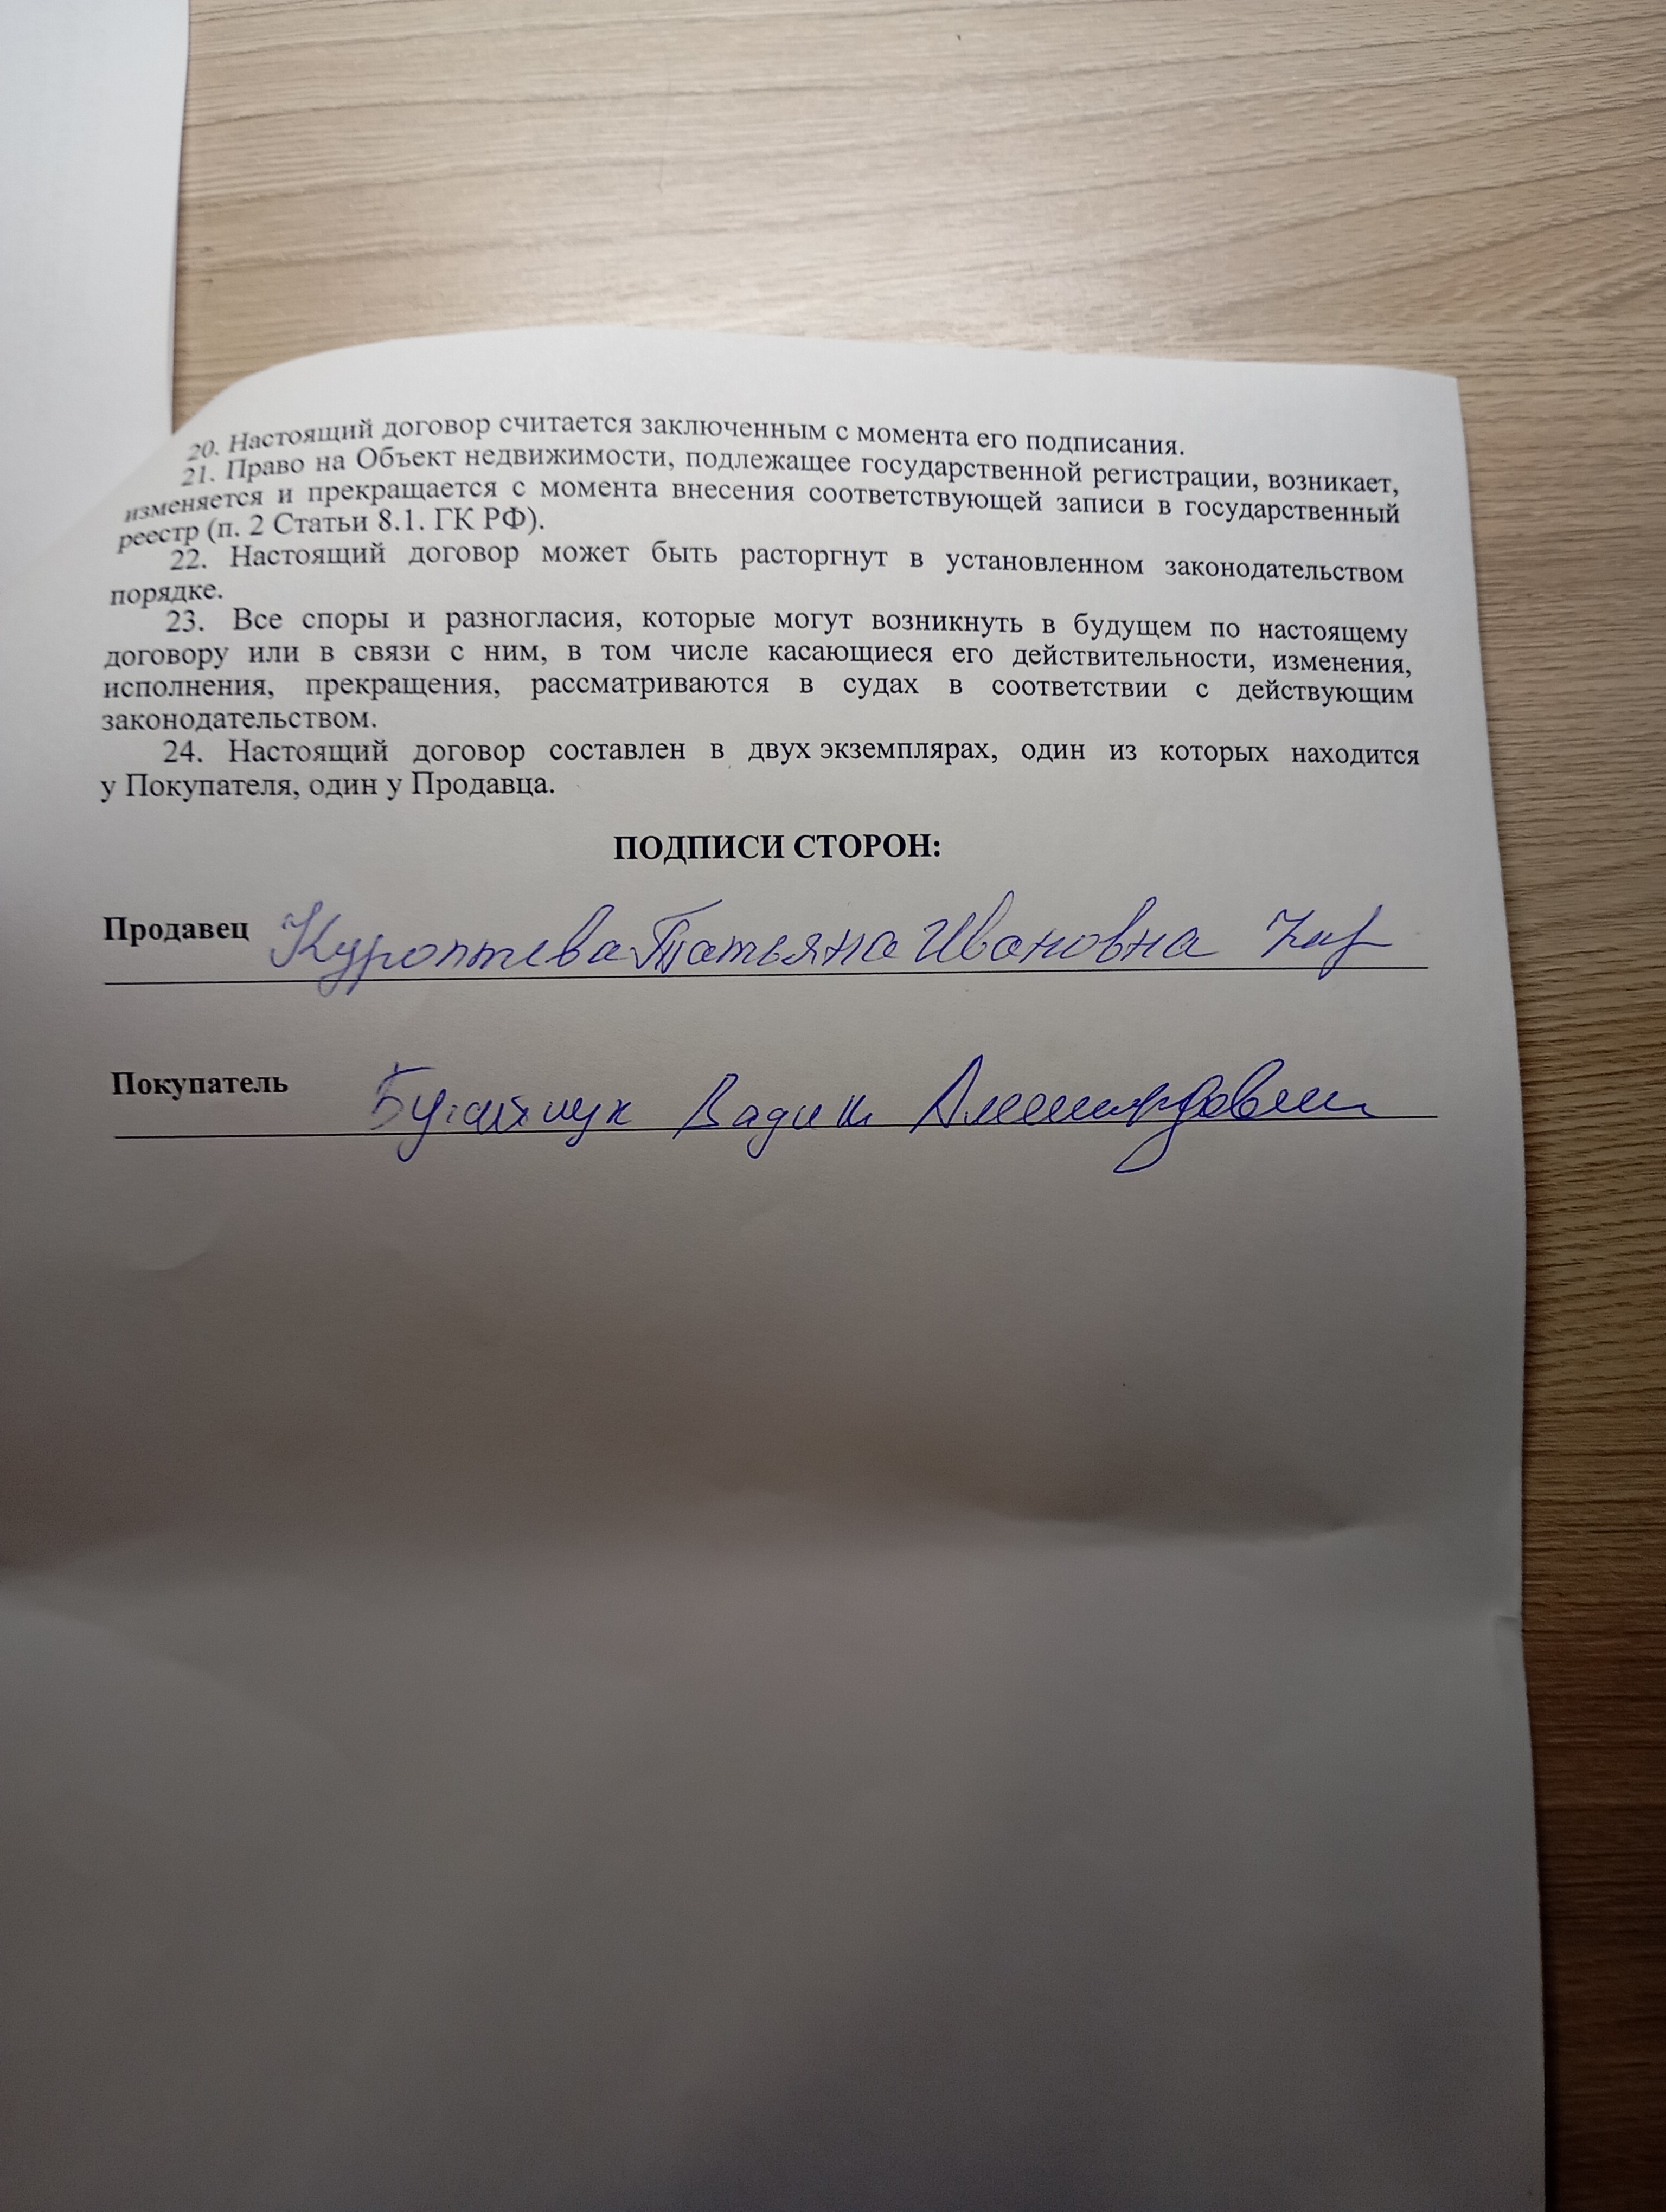 20. Настоящий договор считается заключенным с момента его подписания.
21. Право на Объект недвижимости, подлежащее государственной регистрации, возникает,
изменяется и прекращается с момента внесения соответствующей записи в государственный
реестр (п. 2 Статьи 8.1. ГК РФ).
22. Настоящий договор может быть расторгнут в установленном законодательством
порядке.
23. Все споры и разногласия, которые могут возникнуть в будущем по настоящему
договору или в связи с ним, в том числе касающиеся его действительности, изменения,
исполнения, прекращения, рассматриваются в судах в соответствии с действующим
законодательством.
24. Настоящий договор составлен в двух экземплярах, один из которых находится
у Покупателя, один у Продавца.
ПОДПИСИ СТОРОН:
Продавец Татьяна Ивановна
Покупатель Вадим